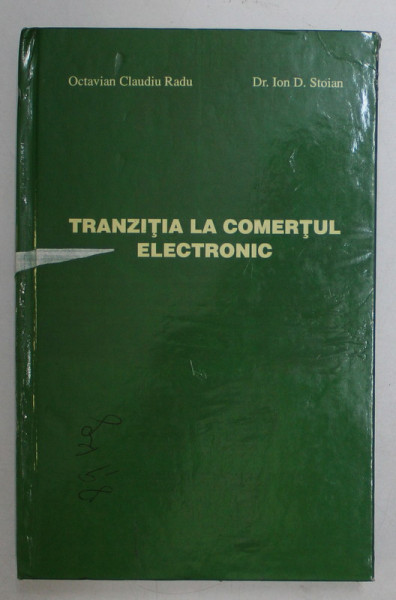 Octavian Claudiu Radu Dr. Ion D. Stoian
TRANZIŢIA LA COMERŢUL
ELECTRONIC